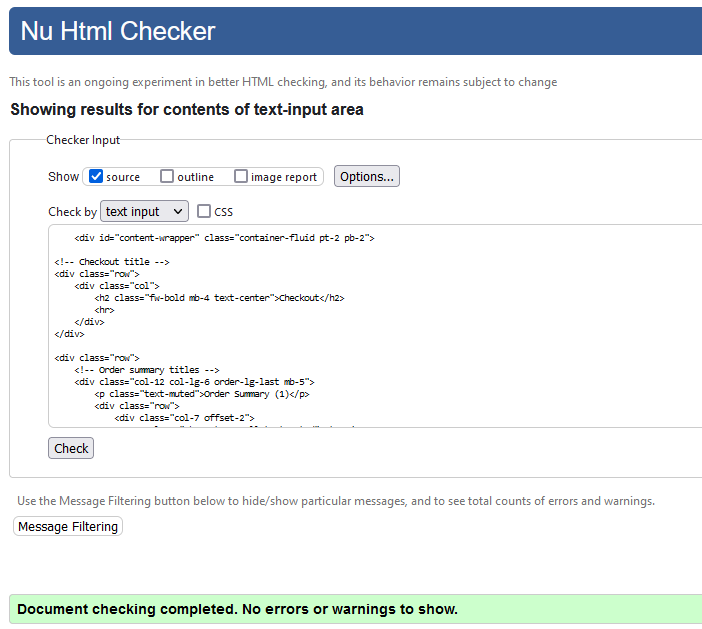 Nu Html Checker
This tool is an ongoing experiment in better HTML checking, and its behavior remains subject to change
Showing results for contents of text-input area
Checker Input
Show source outline image report Options...
Check by text input CSS
<div id="content-wrapper" class="container-fluid pt-2 pb-2">
<!-- Checkout title -->
<div class="row">
<div class="col">
<h2 class="fw-bold mb-4 text-center">Checkout</h2>
<hr>
</div>
</div>
<div class="row">
<!-- Order summary titles -->
<div class="col-12 col-lg-6 order-lg-last mb-5">
<p class="text-muted">Order Summary (1)</p>
<div class="row">
<div class="col-7 offset-2">
Check
Use the Message Filtering button below to hide/show particular messages, and to see total counts of errors and warnings.
Message Filtering
Document checking completed. No errors or warnings to show.